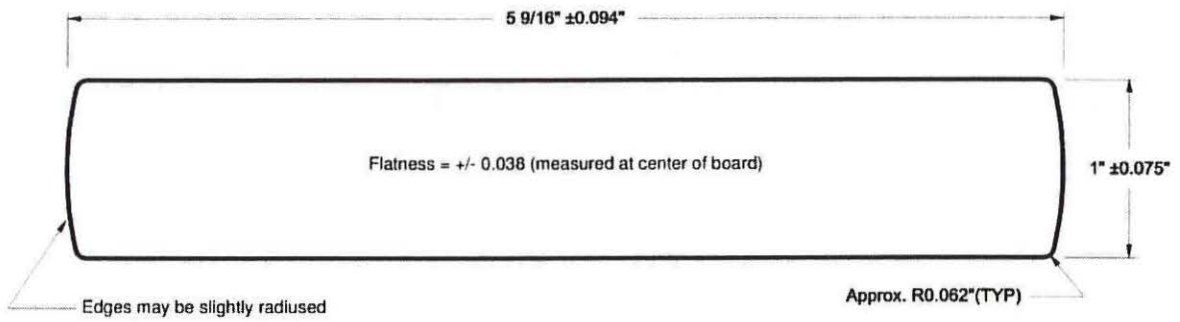 5 9/16" ±0.094"
Flatness = +/- 0.038 (measured at center of board)
1" ±0.075"
Edges may be slightly radiused
Approx. R0.062"(TYP)